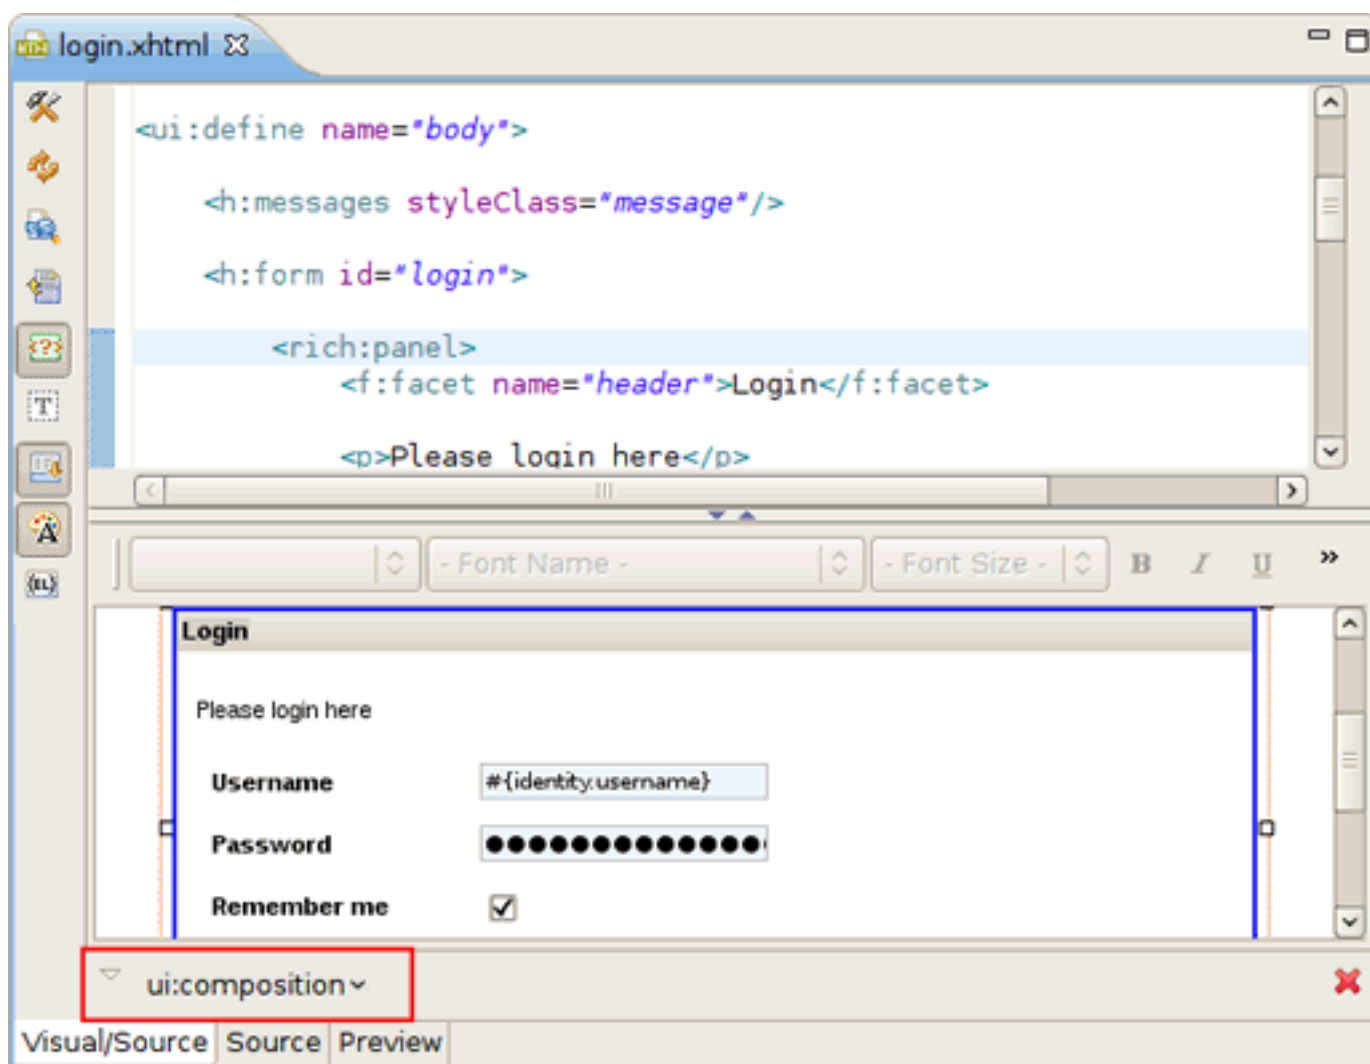 login.xhtml
<ui:define name="body">
<h:messages styleClass="message"/>
<h:form id="login">
<rich:panel>
<f:facet name="header">Login</f:facet>
<p>Please login here</p>
- Font Name -
- Font Size -
B I U »
Login
Please login here
Username #{identity.username}
Password
Remember me
ui:composition
Visual/Source Source Preview